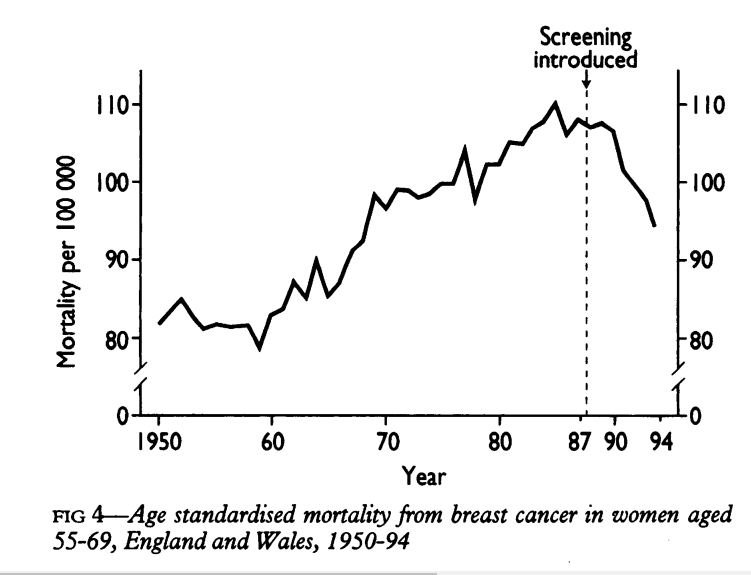 Screening
introduced
110
100
90
80
0
110
100
90
80
0
Mortality per 100 000
1950 60 70 80 87 90 94
Year
FIG 4—Age standardised mortality from breast cancer in women aged
55-69, England and Wales, 1950-94